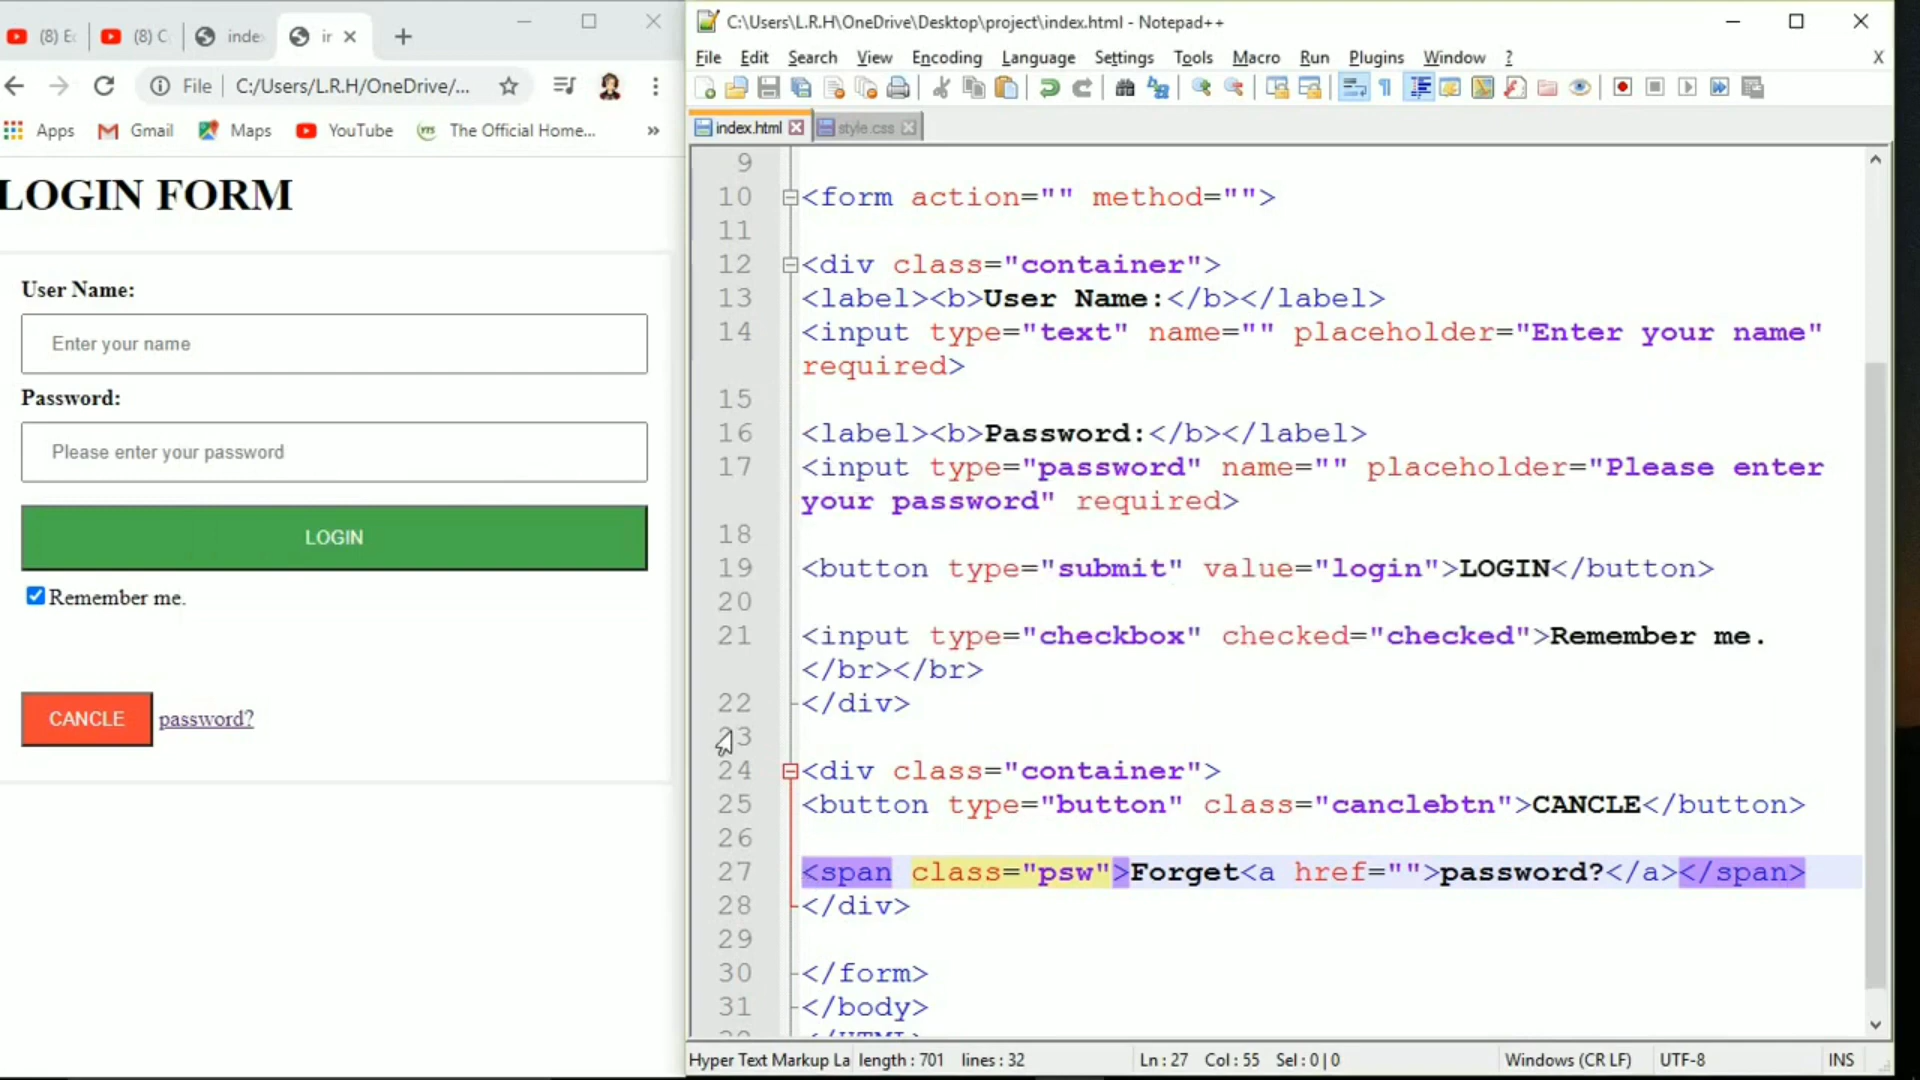 (8) Ec
(8) C
inde
ir
File
C:/Users/L.R.H/OneDrive/...
Apps
Gmail
Maps
YouTube
The Official Home...
»
LOGIN FORM
User Name:
Enter your name
Password:
Please enter your password
LOGIN
Remember me.
CANCLE password?
C:\Users\L.R.H\OneDrive\Desktop\project\index.html - Notepad++
File Edit Search View Encoding Language Settings Tools Macro Run Plugins Window ? X
index.html style.css
9
10 <form action="" method="">
11
12 <div class="container">
13 <label><b>User Name:</b></label>
14 <input type="text" name="" placeholder="Enter your name"
required>
15
16 <label><b>Password:</b></label>
17 <input type="password" name="" placeholder="Please enter
your password" required>
18
19 <button type="submit" value="login">LOGIN</button>
20
21 <input type="checkbox" checked="checked">Remember me.
</br></br>
22 </div>
23
24 <div class="container">
25 <button type="button" class="canclebtn">CANCLE</button>
26
27 <span class="psw">Forget<a href="">password?</a></span>
28 </div>
29
30 </form>
31 </body>
</HTML>
Hyper Text Markup La length : 701 lines : 32 Ln : 27 Col : 55 Sel : 0 | 0 Windows (CR LF) UTF-8 INS